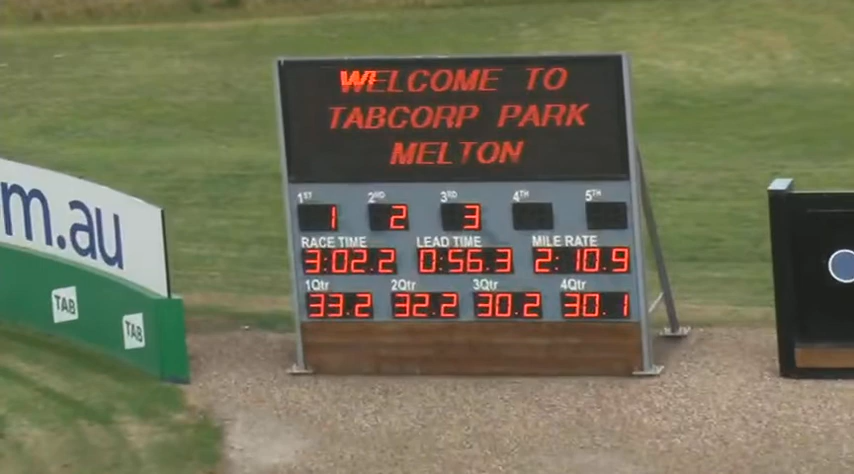 WELCOME TO
TABCORP PARK
MELTON
1ST 2ND 3RD 4TH 5TH
1 2 3
RACE TIME LEAD TIME MILE RATE
3:02.2 0:56.3 2:10.9
1Qtr 2Qtr 3Qtr 4Qtr
33.2 32.2 30.2 30.1
m.au
TAB
TAB